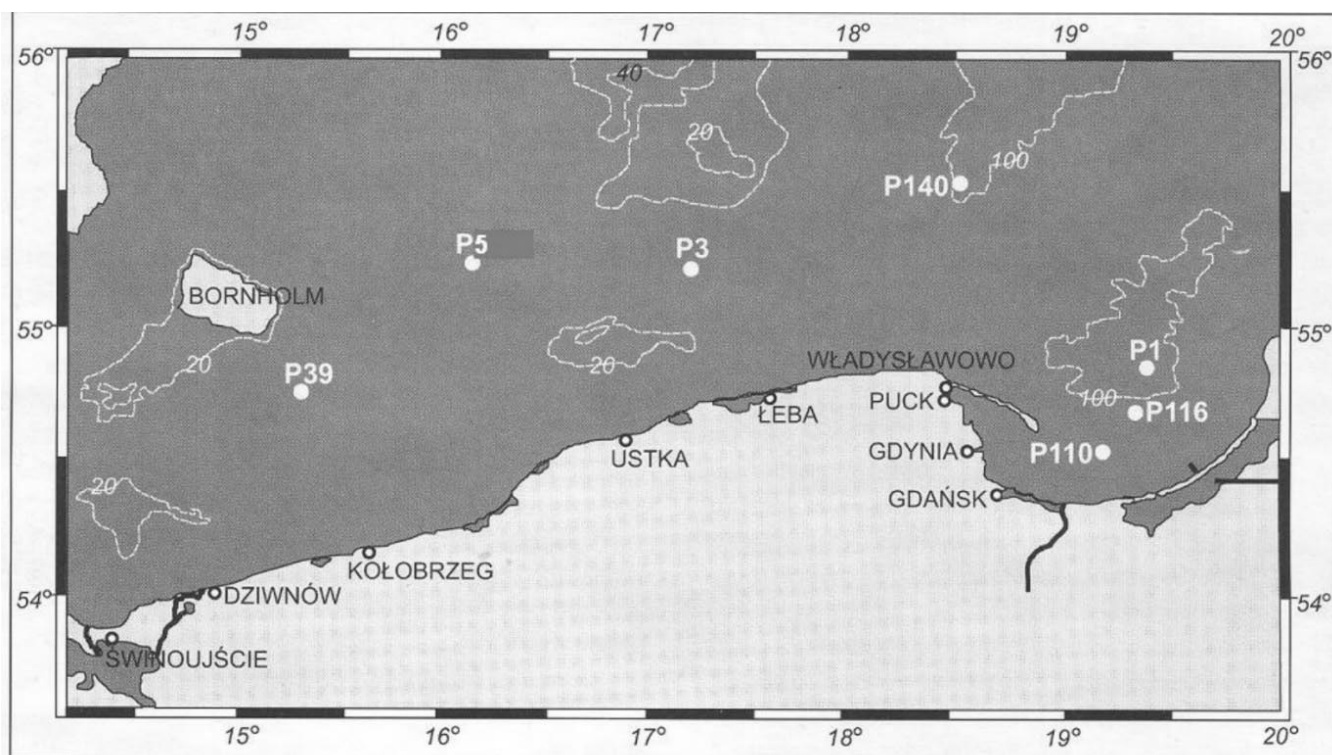 15° 16° 17° 18° 19° 20°
56° 56°
40
20
100
P140
P5 P3
BORNHOLM
55° 55°
20
20
P1
WŁADYSŁAWOWO
P39
PUCK
100
P116
ŁEBA
USTKA
GDYNIA
P110
20
GDAŃSK
KOŁOBRZEG
DZIWNÓW
54° 54°
ŚWINOUJŚCIE
15° 16° 17° 18° 19° 20°